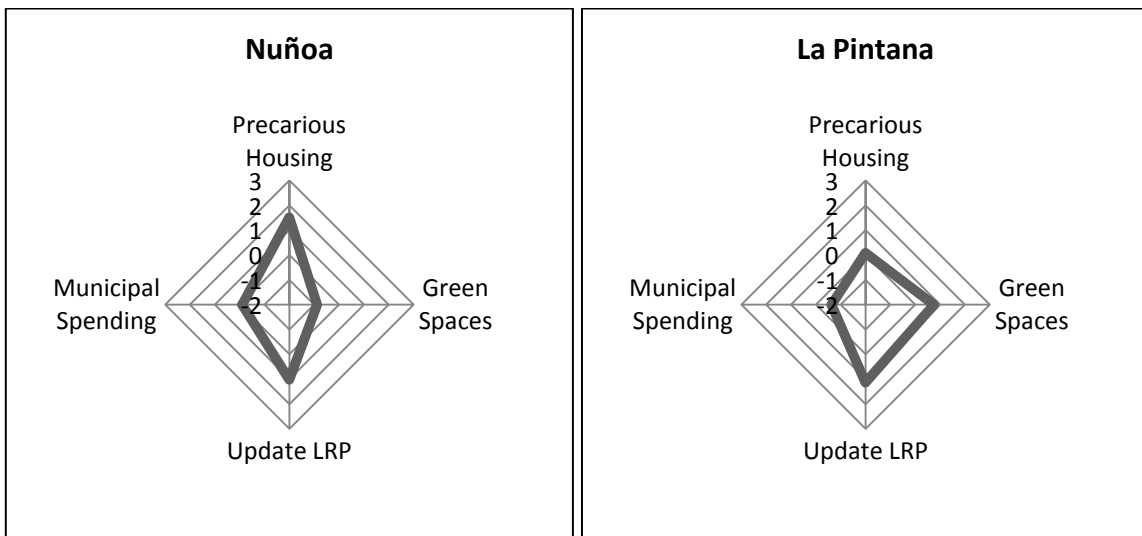 Nuñoa
Precarious
Housing
3
2
1
0
-1
-2
Municipal
Spending
Green
Spaces
Update LRP
La Pintana
Precarious
Housing
3
2
1
0
-1
-2
Municipal
Spending
Green
Spaces
Update LRP